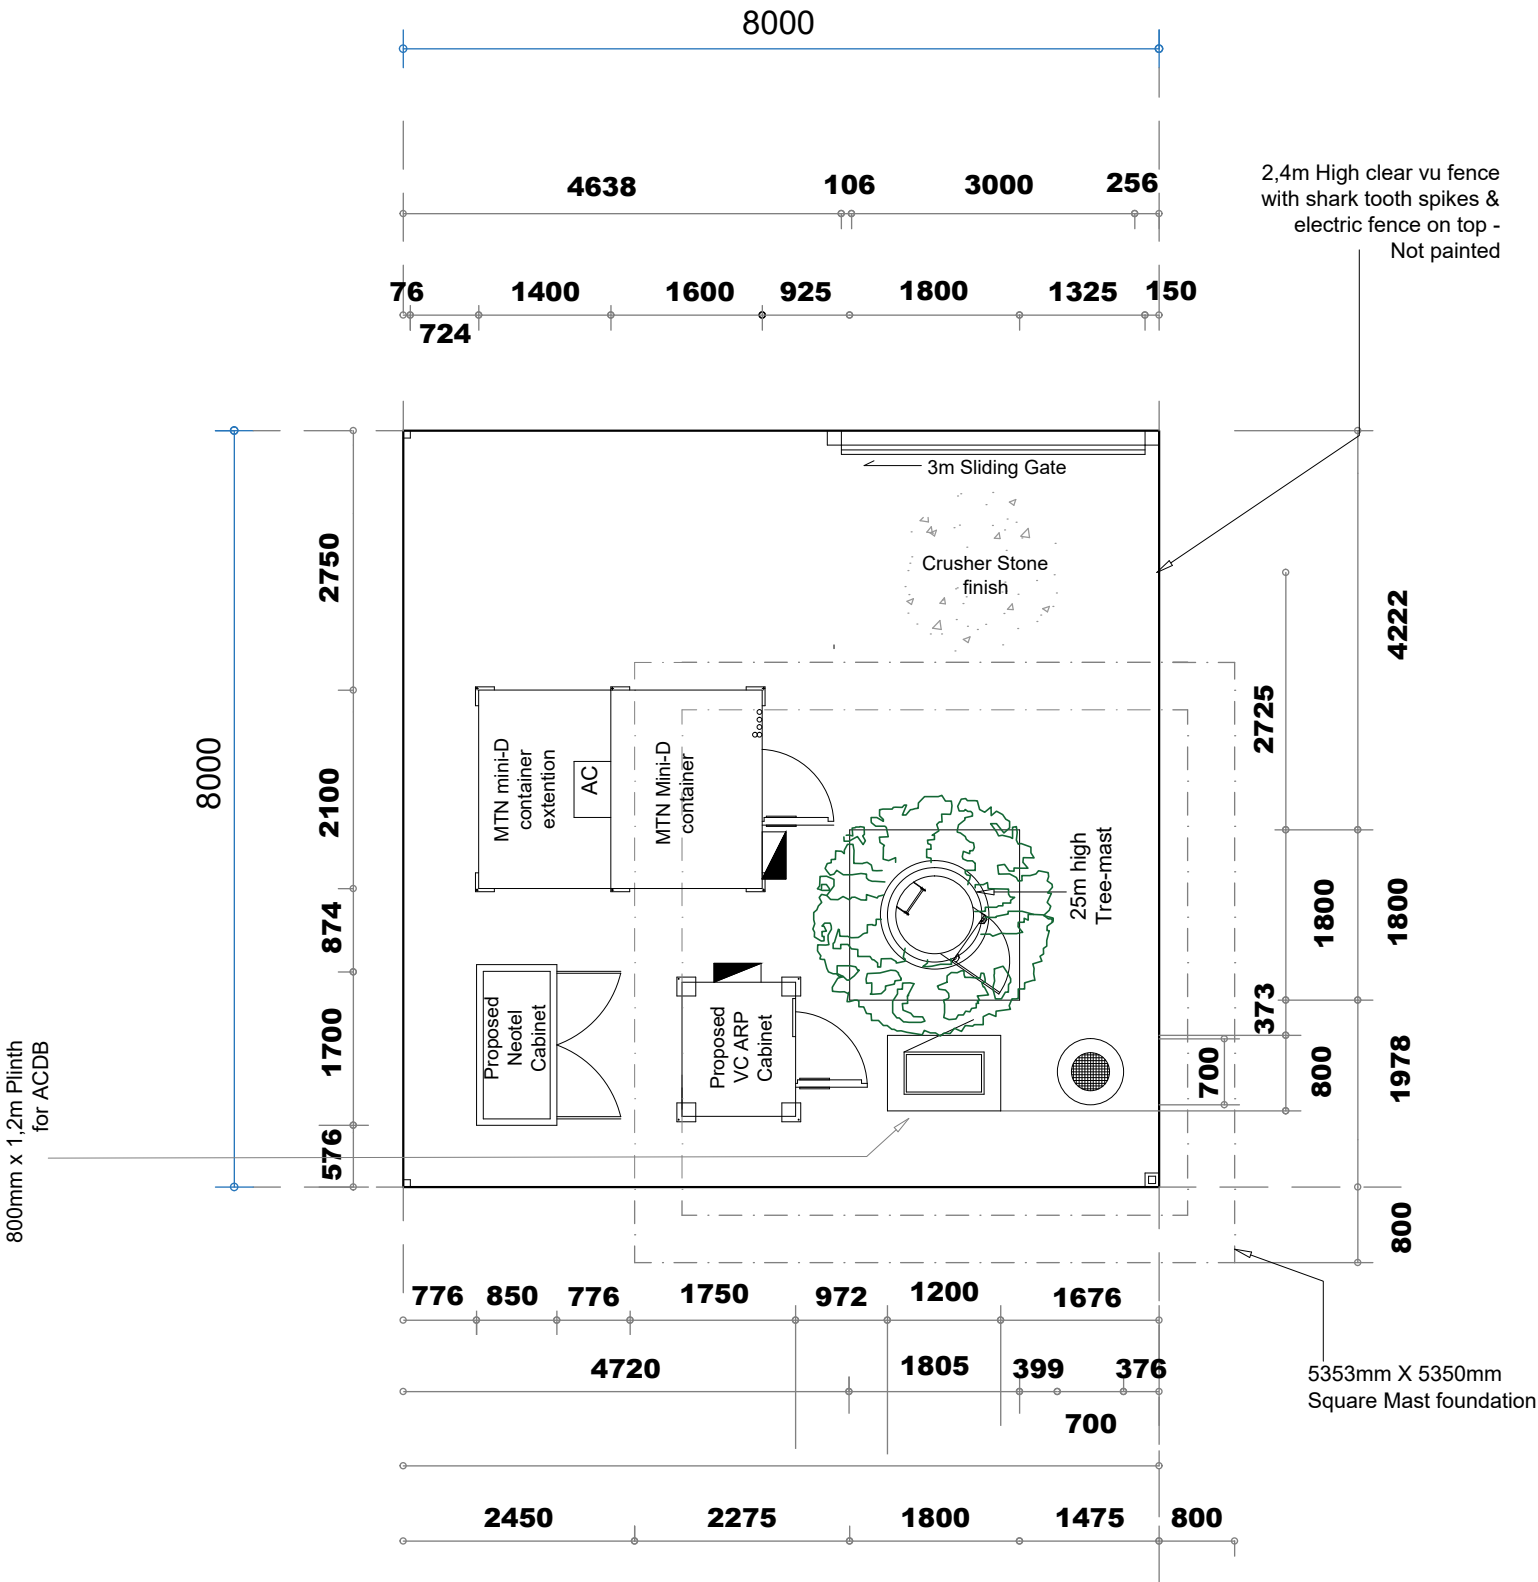 8000
4638
106
3000
256
2,4m High clear vu fence
with shark tooth spikes &
electric fence on top -
Not painted
76
724
1400
1600
925
1800
1325
150
3m Sliding Gate
Crusher Stone
finish
2750
2100
874
1700
576
8000
MTN mini-D
container
extention
AC
MTN Mini-D
container
25m high
Tree-mast
Proposed
Neotel
Cabinet
Proposed
VC ARP
Cabinet
800mm x 1,2m Plinth
for ACDB
4222
2725
1800
1800
373
700
800
1978
800
776
850
776
1750
972
1200
1676
4720
1805
399
376
700
5353mm X 5350mm
Square Mast foundation
2450
2275
1800
1475
800